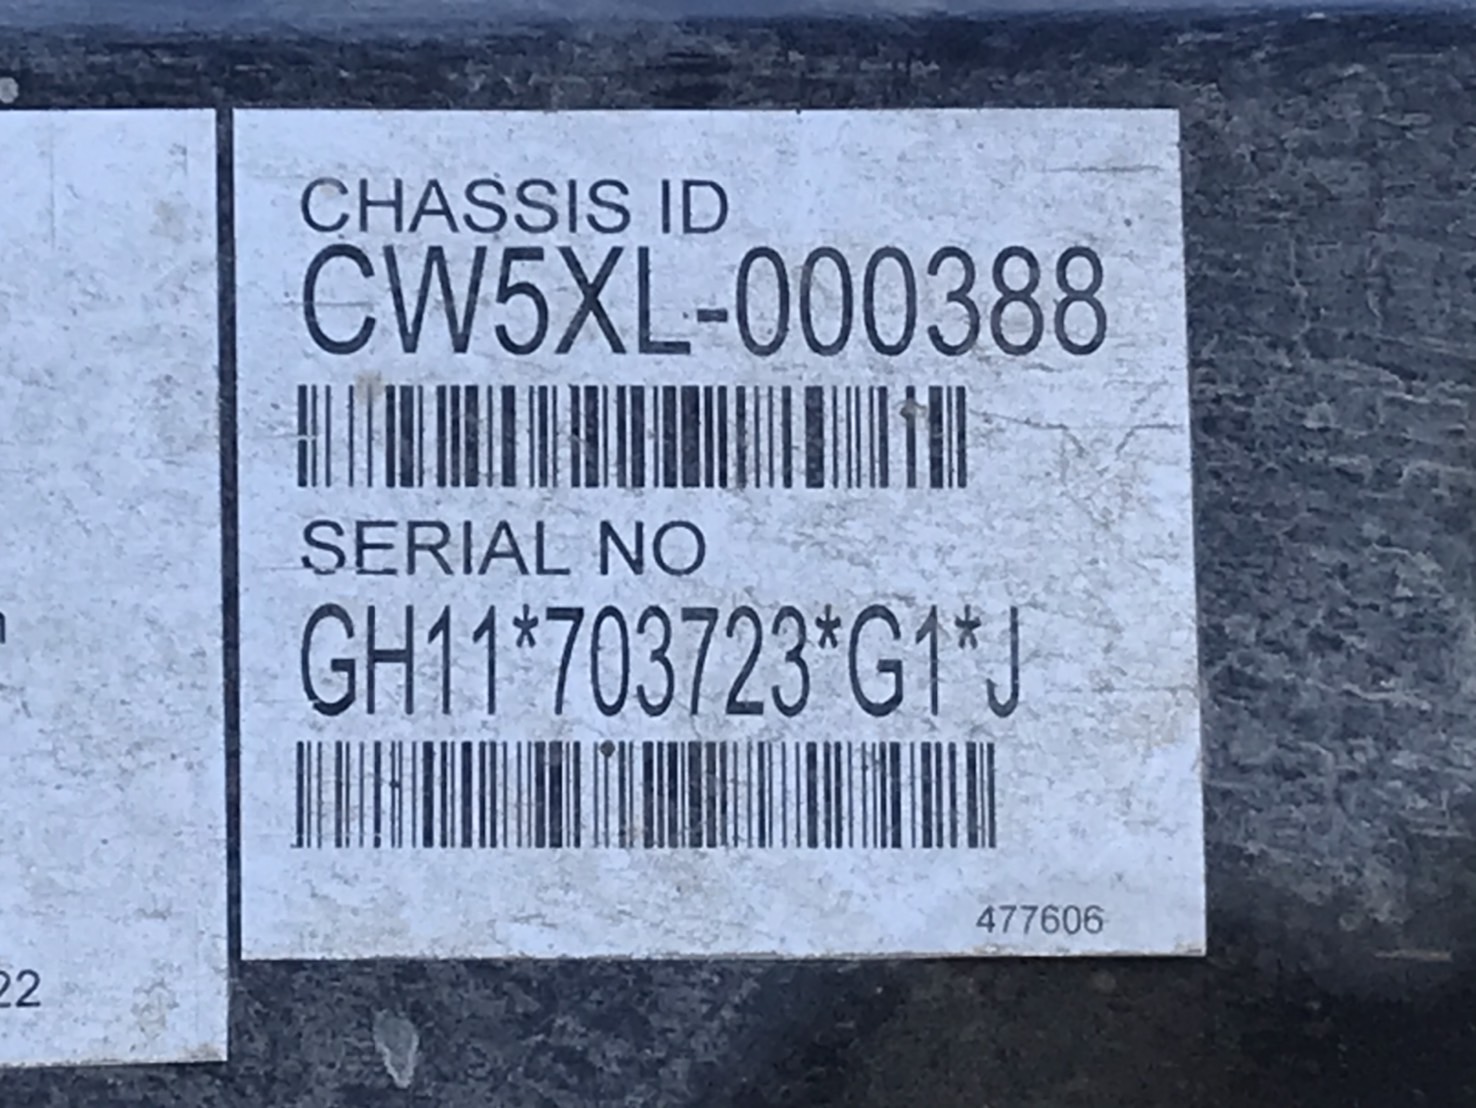 CHASSIS ID
CW5XL-000388
SERIAL NO
GH11*703723*G1*J
477606
22